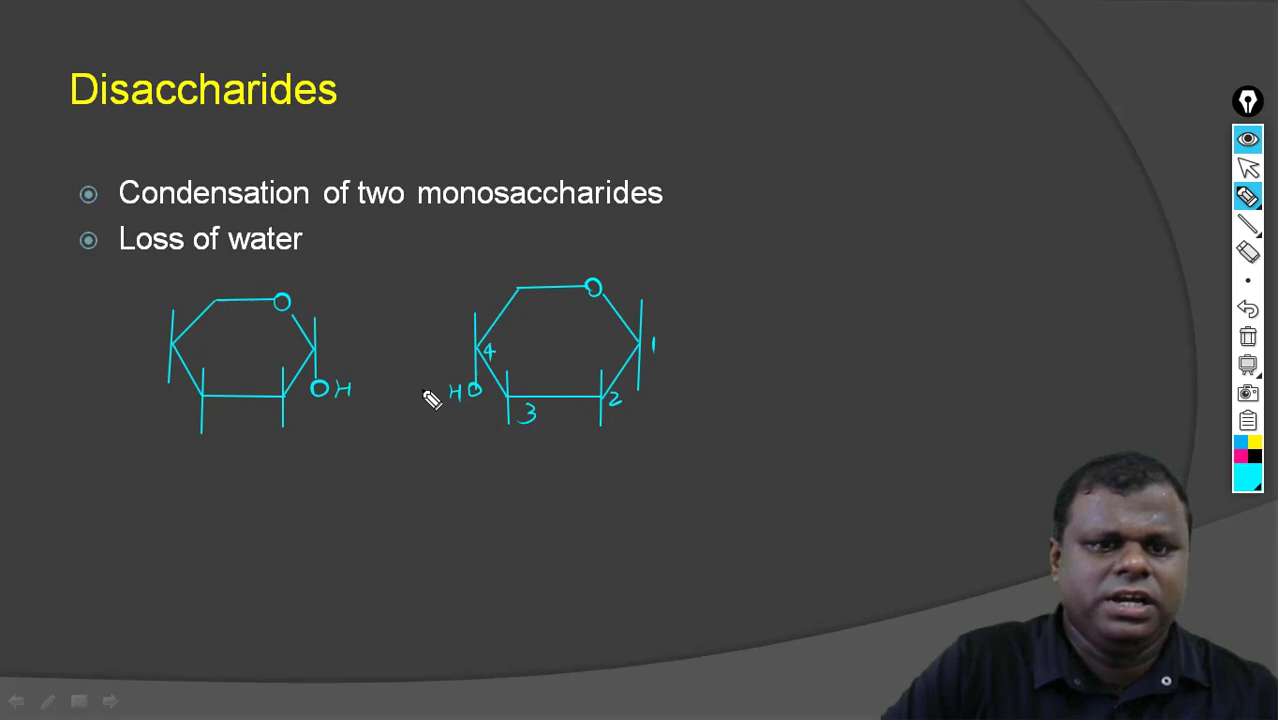 Disaccharides
Condensation of two monosaccharides
Loss of water
O
O
4
1
OH
HO
3
2